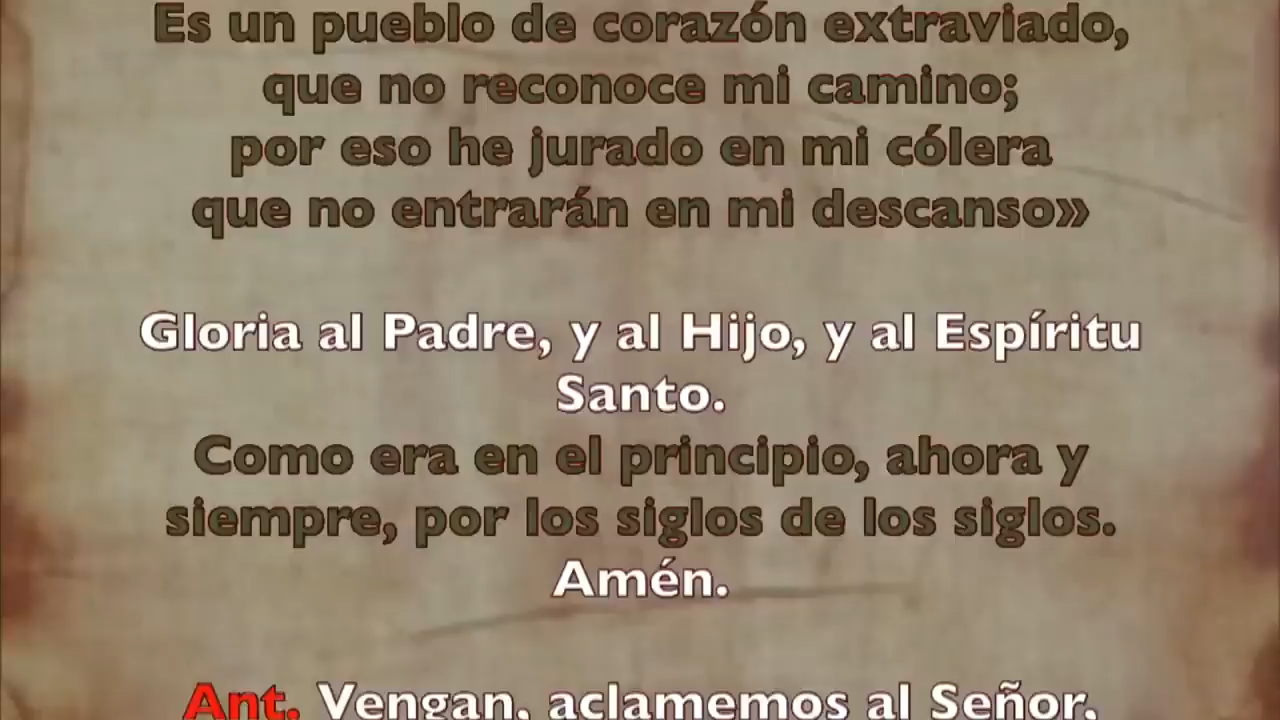 Es un pueblo de corazón extraviado,
que no reconoce mi camino;
por eso he jurado en mi cólera
que no entrarán en mi descanso»
Gloria al Padre, y al Hijo, y al Espíritu
Santo.
Como era en el principio, ahora y
siempre, por los siglos de los siglos.
Amén.
Ant. Vengan, aclamemos al Señor,